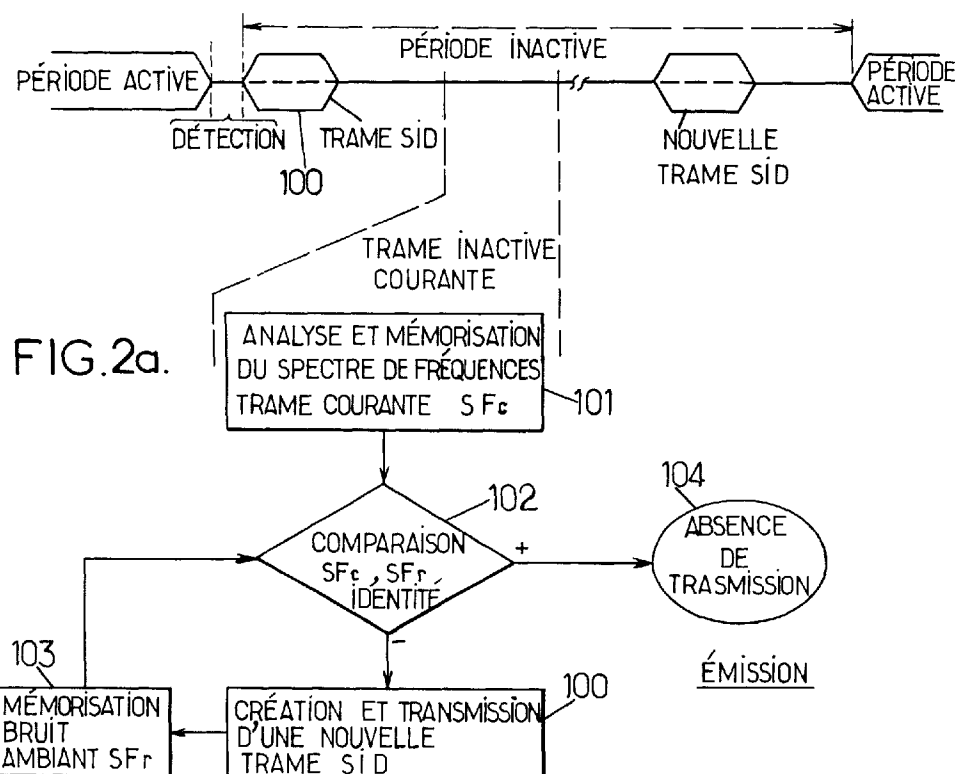 PÉRIODE INACTIVE
PÉRIODE ACTIVE
PÉRIODE
ACTIVE
DÉTECTION
TRAME SID
100
NOUVELLE
TRAME SID
TRAME INACTIVE
COURANTE
FIG.2a.
ANALYSE ET MÉMORISATION
DU SPECTRE DE FRÉQUENCES
TRAME COURANTE SFc
101
102
COMPARAISON
SFc, SFr
IDENTITÉ
+
-
104
ABSENCE
DE
TRASMISSION
ÉMISSION
103
MÉMORISATION
BRUIT
AMBIANT SFr
100
CRÉATION ET TRANSMISSION
D'UNE NOUVELLE
TRAME SID